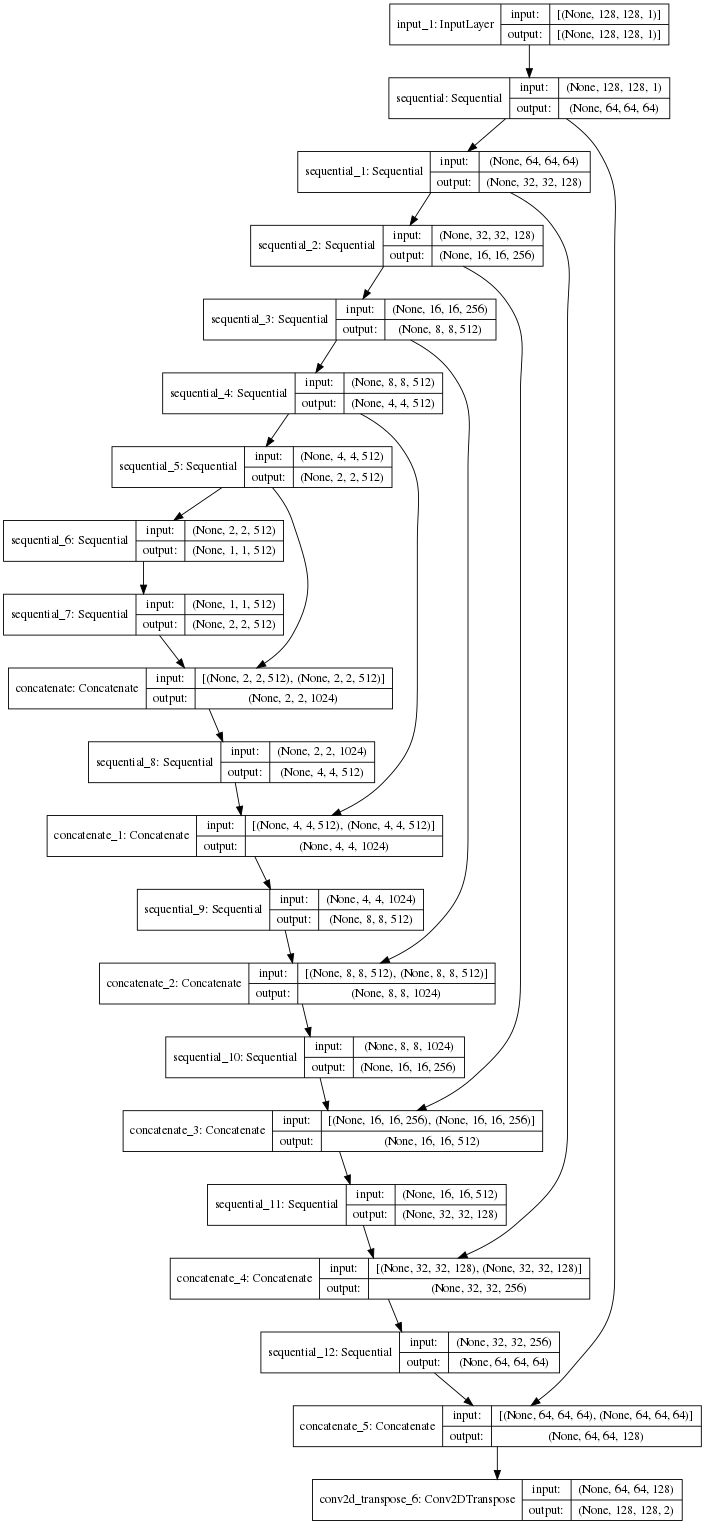 input_1: InputLayer
input: [(None, 128, 128, 1)]
output: [(None, 128, 128, 1)]
sequential: Sequential
input: (None, 128, 128, 1)
output: (None, 64, 64, 64)
sequential_1: Sequential
input: (None, 64, 64, 64)
output: (None, 32, 32, 128)
sequential_2: Sequential
input: (None, 32, 32, 128)
output: (None, 16, 16, 256)
sequential_3: Sequential
input: (None, 16, 16, 256)
output: (None, 8, 8, 512)
sequential_4: Sequential
input: (None, 8, 8, 512)
output: (None, 4, 4, 512)
sequential_5: Sequential
input: (None, 4, 4, 512)
output: (None, 2, 2, 512)
sequential_6: Sequential
input: (None, 2, 2, 512)
output: (None, 1, 1, 512)
sequential_7: Sequential
input: (None, 1, 1, 512)
output: (None, 2, 2, 512)
concatenate: Concatenate
input: [(None, 2, 2, 512), (None, 2, 2, 512)]
output: (None, 2, 2, 1024)
sequential_8: Sequential
input: (None, 2, 2, 1024)
output: (None, 4, 4, 512)
concatenate_1: Concatenate
input: [(None, 4, 4, 512), (None, 4, 4, 512)]
output: (None, 4, 4, 1024)
sequential_9: Sequential
input: (None, 4, 4, 1024)
output: (None, 8, 8, 512)
concatenate_2: Concatenate
input: [(None, 8, 8, 512), (None, 8, 8, 512)]
output: (None, 8, 8, 1024)
sequential_10: Sequential
input: (None, 8, 8, 1024)
output: (None, 16, 16, 256)
concatenate_3: Concatenate
input: [(None, 16, 16, 256), (None, 16, 16, 256)]
output: (None, 16, 16, 512)
sequential_11: Sequential
input: (None, 16, 16, 512)
output: (None, 32, 32, 128)
concatenate_4: Concatenate
input: [(None, 32, 32, 128), (None, 32, 32, 128)]
output: (None, 32, 32, 256)
sequential_12: Sequential
input: (None, 32, 32, 256)
output: (None, 64, 64, 64)
concatenate_5: Concatenate
input: [(None, 64, 64, 64), (None, 64, 64, 64)]
output: (None, 64, 64, 128)
conv2d_transpose_6: Conv2DTranspose
input: (None, 64, 64, 128)
output: (None, 128, 128, 2)